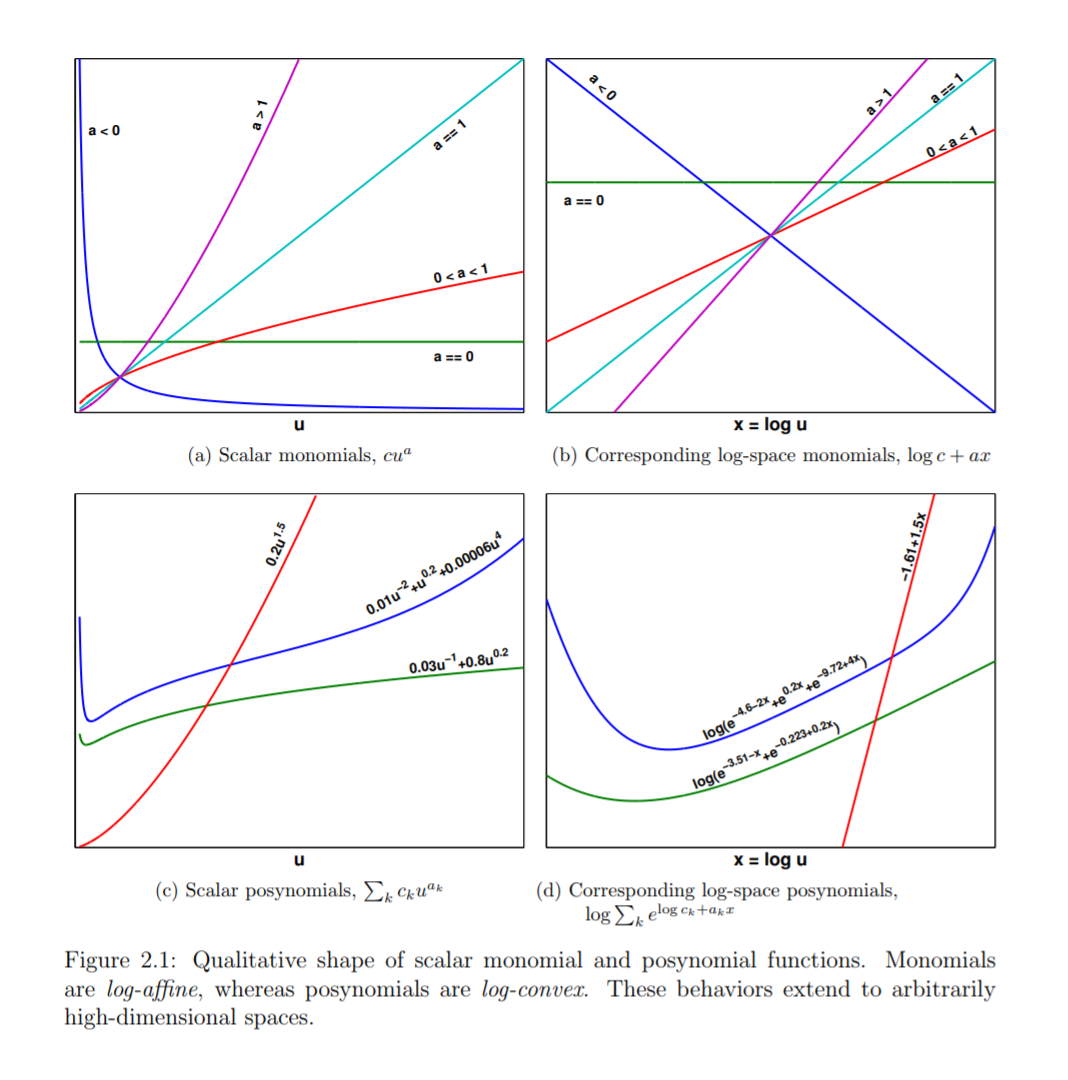 a < 0
a > 1
a == 1
0 < a < 1
a == 0
u
(a) Scalar monomials, cu^a
a < 0
a > 1
a == 1
0 < a < 1
a == 0
x = log u
(b) Corresponding log-space monomials, log c + ax
0.2u^1.5
0.01u^−2+u^0.2+0.00006u^4
0.03u^−1+0.8u^0.2
u
(c) Scalar posynomials, ∑_k c_k u^{a_k}
−1.61+1.5x
log(e^−4.6−2x+e^0.2x+e^−9.72+4x)
log(e^−3.51−x+e^−0.223+0.2x)
x = log u
(d) Corresponding log-space posynomials,
log ∑_k e^{log c_k+a_k x}
Figure 2.1: Qualitative shape of scalar monomial and posynomial functions. Monomials
are log-affine, whereas posynomials are log-convex. These behaviors extend to arbitrarily
high-dimensional spaces.